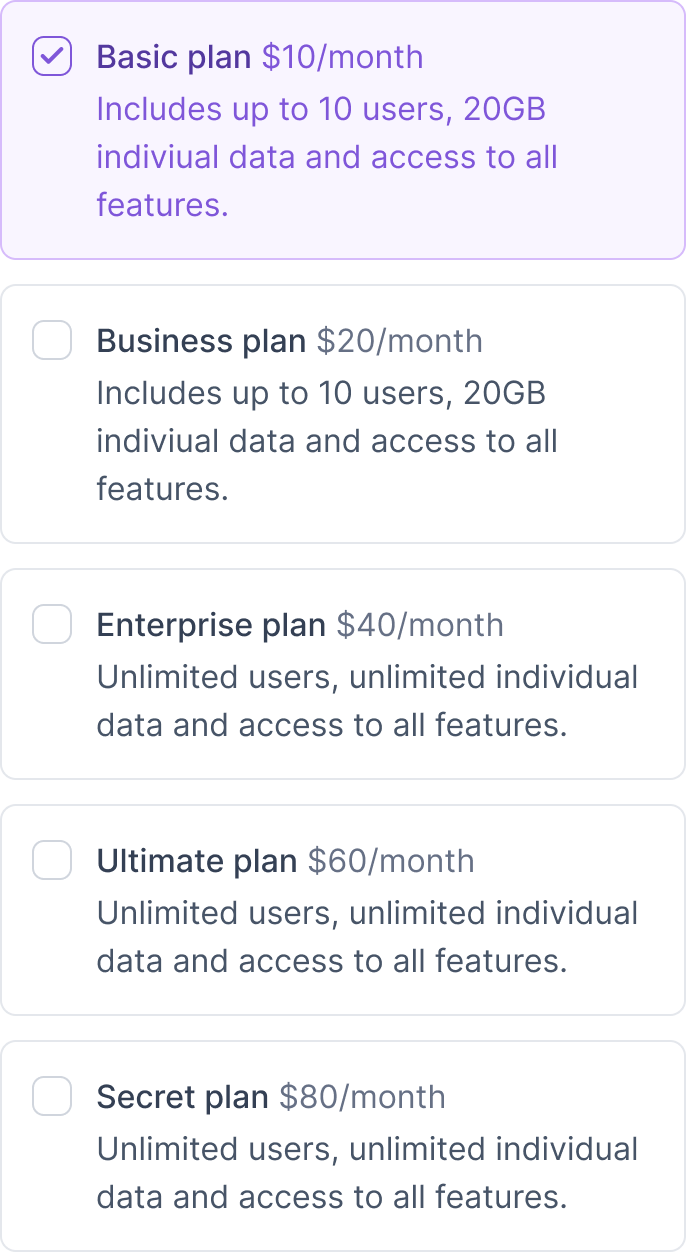 Basic plan $10/month
Includes up to 10 users, 20GB
indiviual data and access to all
features.
Business plan $20/month
Includes up to 10 users, 20GB
indiviual data and access to all
features.
Enterprise plan $40/month
Unlimited users, unlimited individual
data and access to all features.
Ultimate plan $60/month
Unlimited users, unlimited individual
data and access to all features.
Secret plan $80/month
Unlimited users, unlimited individual
data and access to all features.